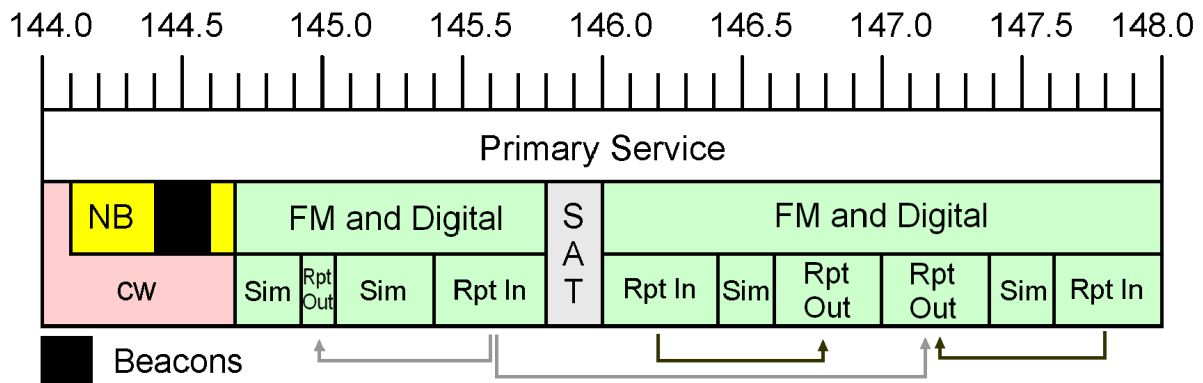 144.0 144.5 145.0 145.5 146.0 146.5 147.0 147.5 148.0
Primary Service
NB
FM and Digital
S
A
T
FM and Digital
CW
Sim
Rpt
Out
Sim
Rpt In
Rpt In
Sim
Rpt
Out
Rpt
Out
Sim
Rpt In
Beacons